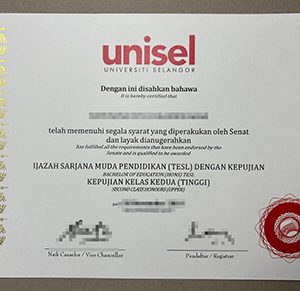 unisel
UNIVERSITI SELANGOR
Dengan ini disahkan bahawa
It is hereby certified that
telah memenuhi segala syarat yang diperakukan oleh Senat
dan layak dianugerahkan
has fulfilled all the requirements that have been endorsed by the
Senate and is qualified to be awarded
IJAZAH SARJANA MUDA PENDIDIKAN (TESL) DENGAN KEPUJIAN
BACHELOR OF EDUCATION (HONS) TESL
KEPUJIAN KELAS KEDUA (TINGGI)
SECOND CLASS HONOURS (UPPER)
Naib Canselor / Vice Chancellor
Pendaftar / Registrar